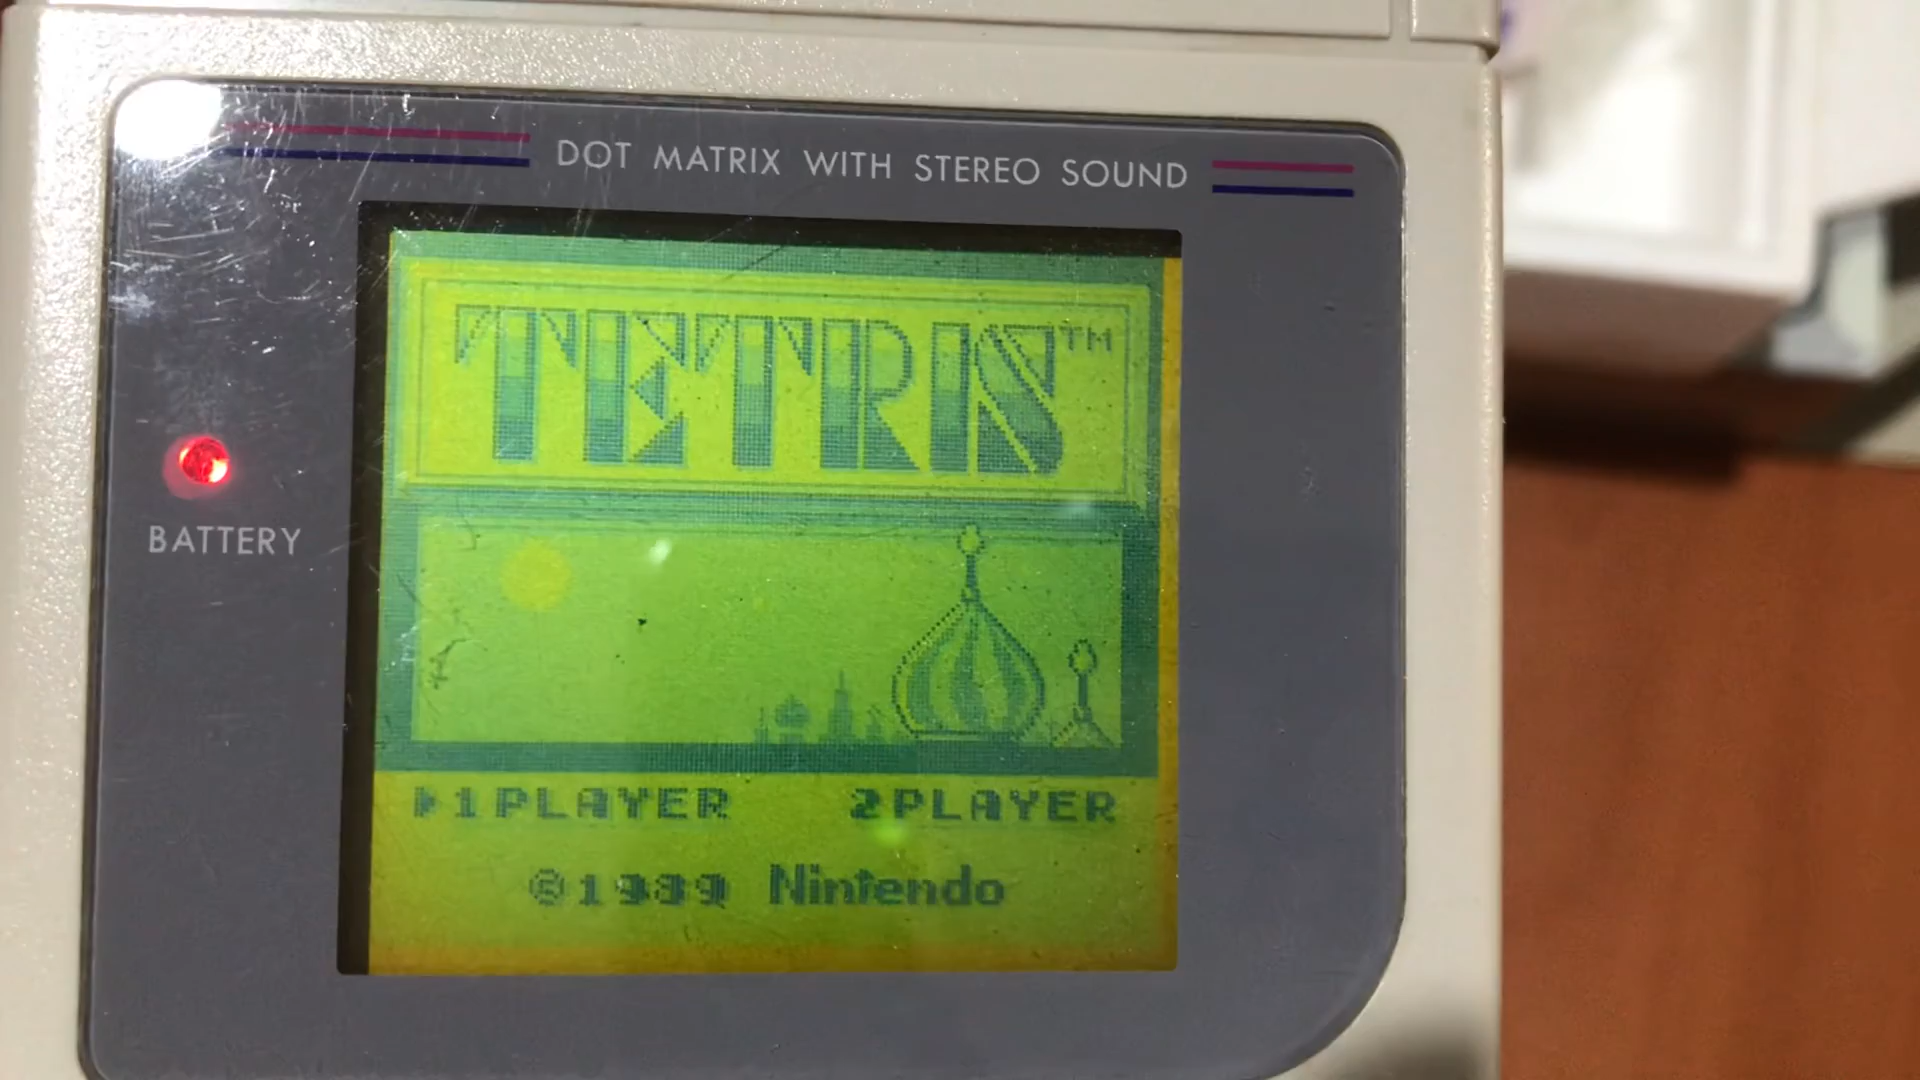 DOT MATRIX WITH STEREO SOUND
TETRIS™
BATTERY
▶1PLAYER 2PLAYER
©1989 Nintendo